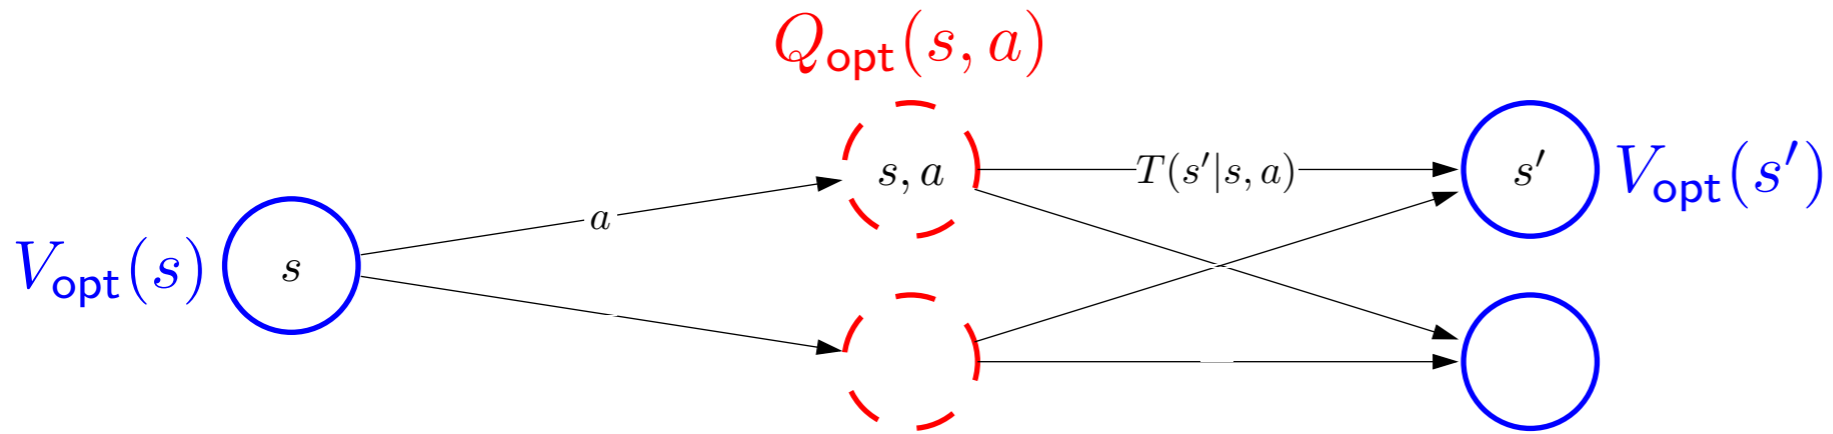 Q_opt(s, a)
s, a
T(s′|s, a)
s′
V_opt(s′)
a
V_opt(s)
s